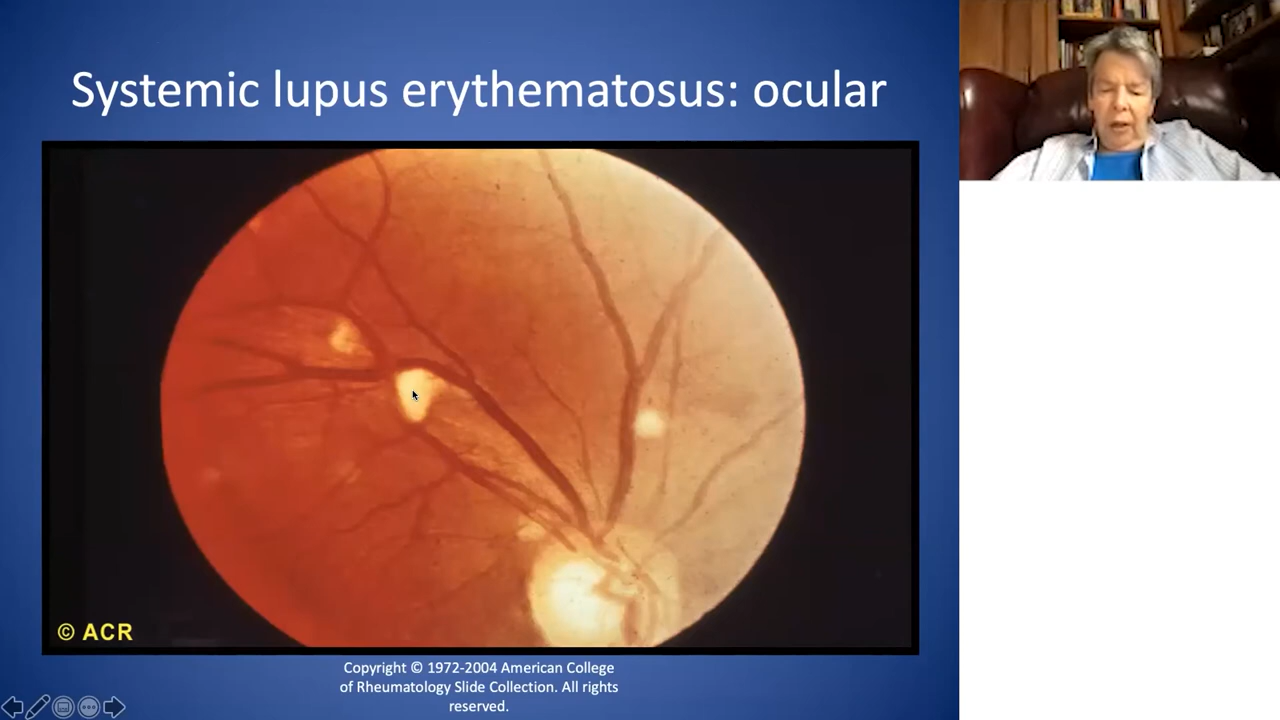 Systemic lupus erythematosus: ocular
© ACR
Copyright © 1972-2004 American College
of Rheumatology Slide Collection. All rights
reserved.